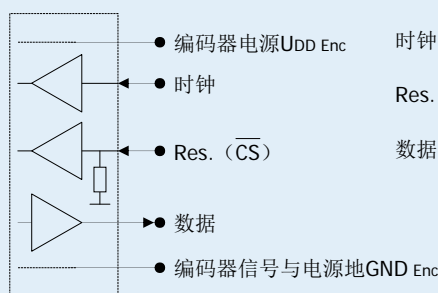 编码器电源UDD Enc
时钟
时钟
Res.
Res.（CS）
数据
数据
编码器信号与电源地GND Enc